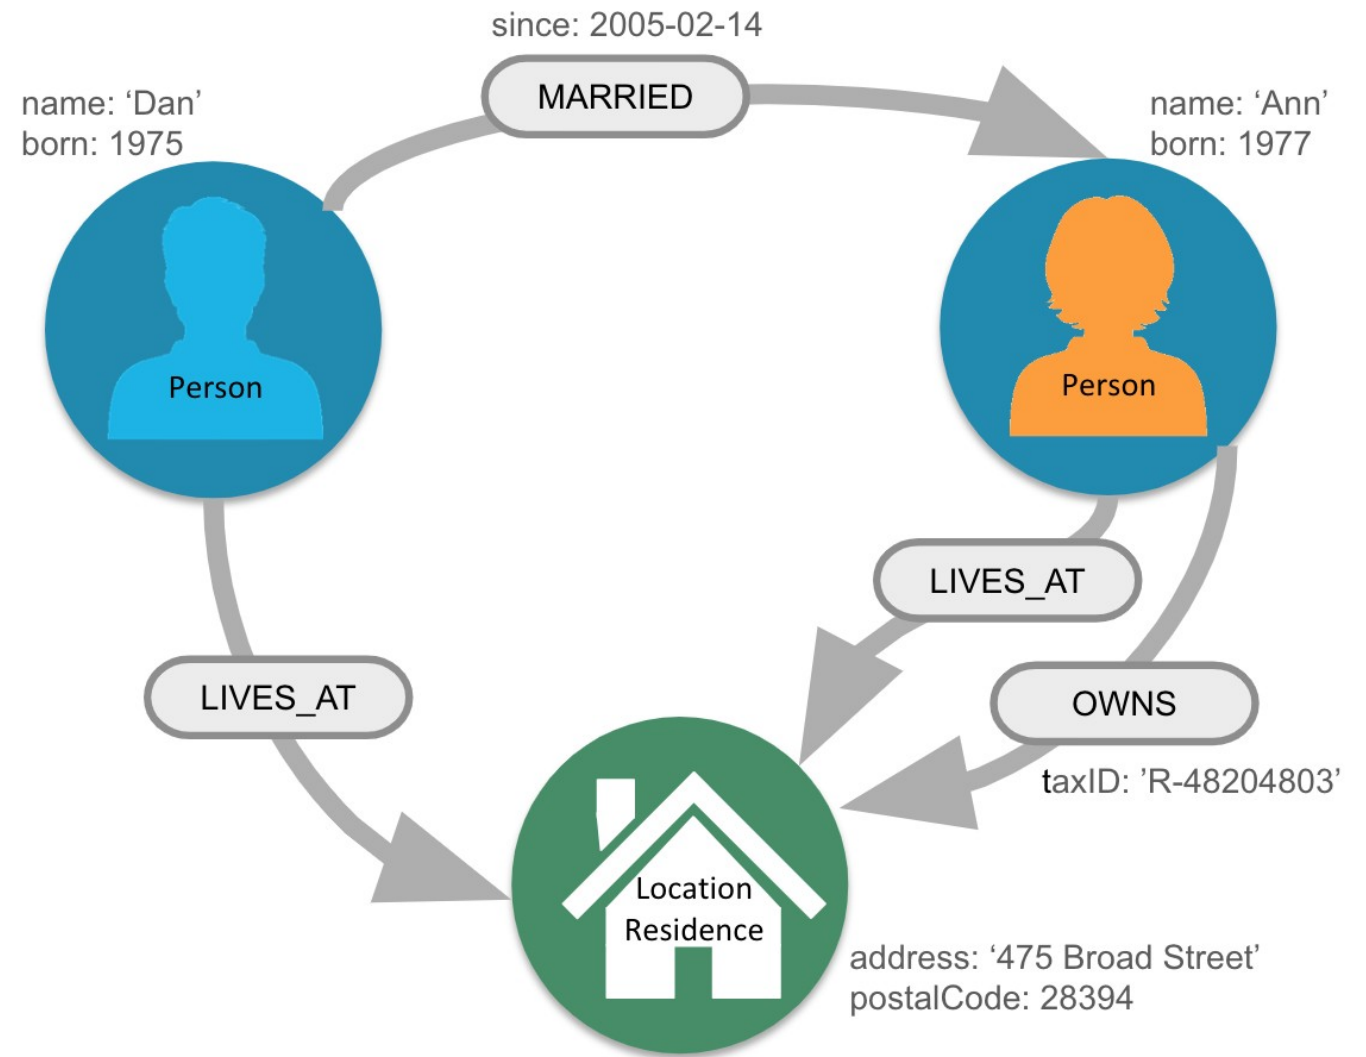 since: 2005-02-14
MARRIED
name: ‘Dan’
born: 1975
name: ‘Ann’
born: 1977
Person
Person
LIVES_AT
LIVES_AT
OWNS
taxID: ’R-48204803’
Location
Residence
address: ‘475 Broad Street’
postalCode: 28394